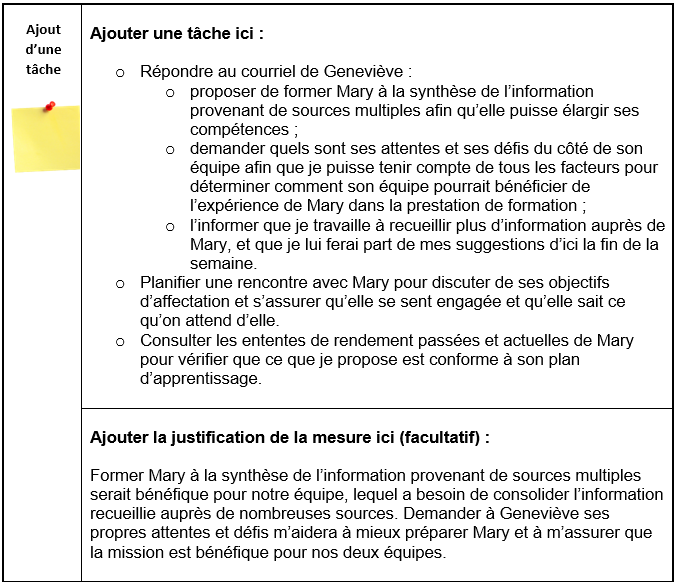 Ajout
d’une
tâche
Ajouter une tâche ici :
o Répondre au courriel de Geneviève :
o proposer de former Mary à la synthèse de l’information
provenant de sources multiples afin qu’elle puisse élargir ses
compétences ;
o demander quels sont ses attentes et ses défis du côté de son
équipe afin que je puisse tenir compte de tous les facteurs pour
déterminer comment son équipe pourrait bénéficier de
l’expérience de Mary dans la prestation de formation ;
o l’informer que je travaille à recueillir plus d’information auprès de
Mary, et que je lui ferai part de mes suggestions d’ici la fin de la
semaine.
o Planifier une rencontre avec Mary pour discuter de ses objectifs
d’affectation et s’assurer qu’elle se sent engagée et qu’elle sait ce
qu’on attend d’elle.
o Consulter les ententes de rendement passées et actuelles de Mary
pour vérifier que ce que je propose est conforme à son plan
d’apprentissage.
Ajouter la justification de la mesure ici (facultatif) :
Former Mary à la synthèse de l’information provenant de sources multiples
serait bénéfique pour notre équipe, lequel a besoin de consolider l’information
recueillie auprès de nombreuses sources. Demander à Geneviève ses
propres attentes et défis m’aidera à mieux préparer Mary et à m’assurer que
la mission est bénéfique pour nos deux équipes.